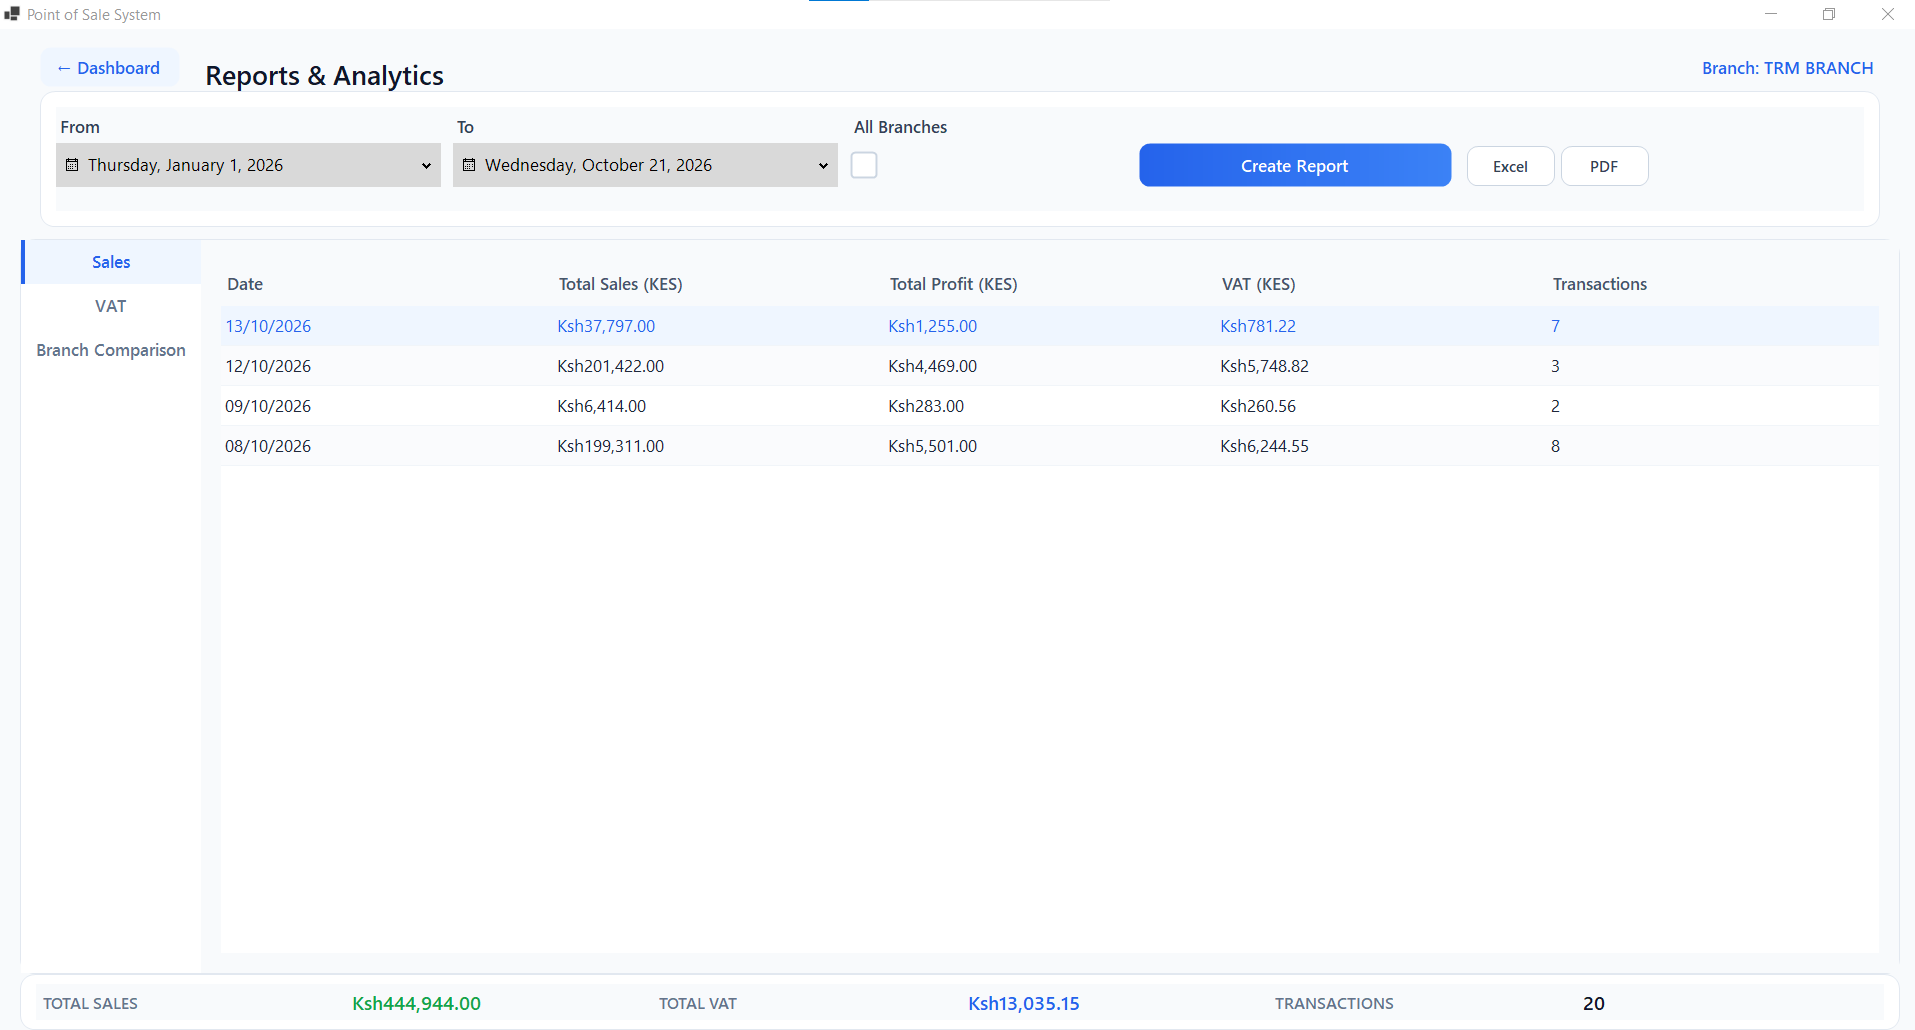 Point of Sale System
← Dashboard
Reports & Analytics
Branch: TRM BRANCH
From
To
All Branches
Thursday, January 1, 2026
Wednesday, October 21, 2026
Create Report
Excel
PDF
Sales
VAT
Branch Comparison
Date Total Sales (KES) Total Profit (KES) VAT (KES) Transactions
13/10/2026 Ksh37,797.00 Ksh1,255.00 Ksh781.22 7
12/10/2026 Ksh201,422.00 Ksh4,469.00 Ksh5,748.82 3
09/10/2026 Ksh6,414.00 Ksh283.00 Ksh260.56 2
08/10/2026 Ksh199,311.00 Ksh5,501.00 Ksh6,244.55 8
TOTAL SALES Ksh444,944.00 TOTAL VAT Ksh13,035.15 TRANSACTIONS 20